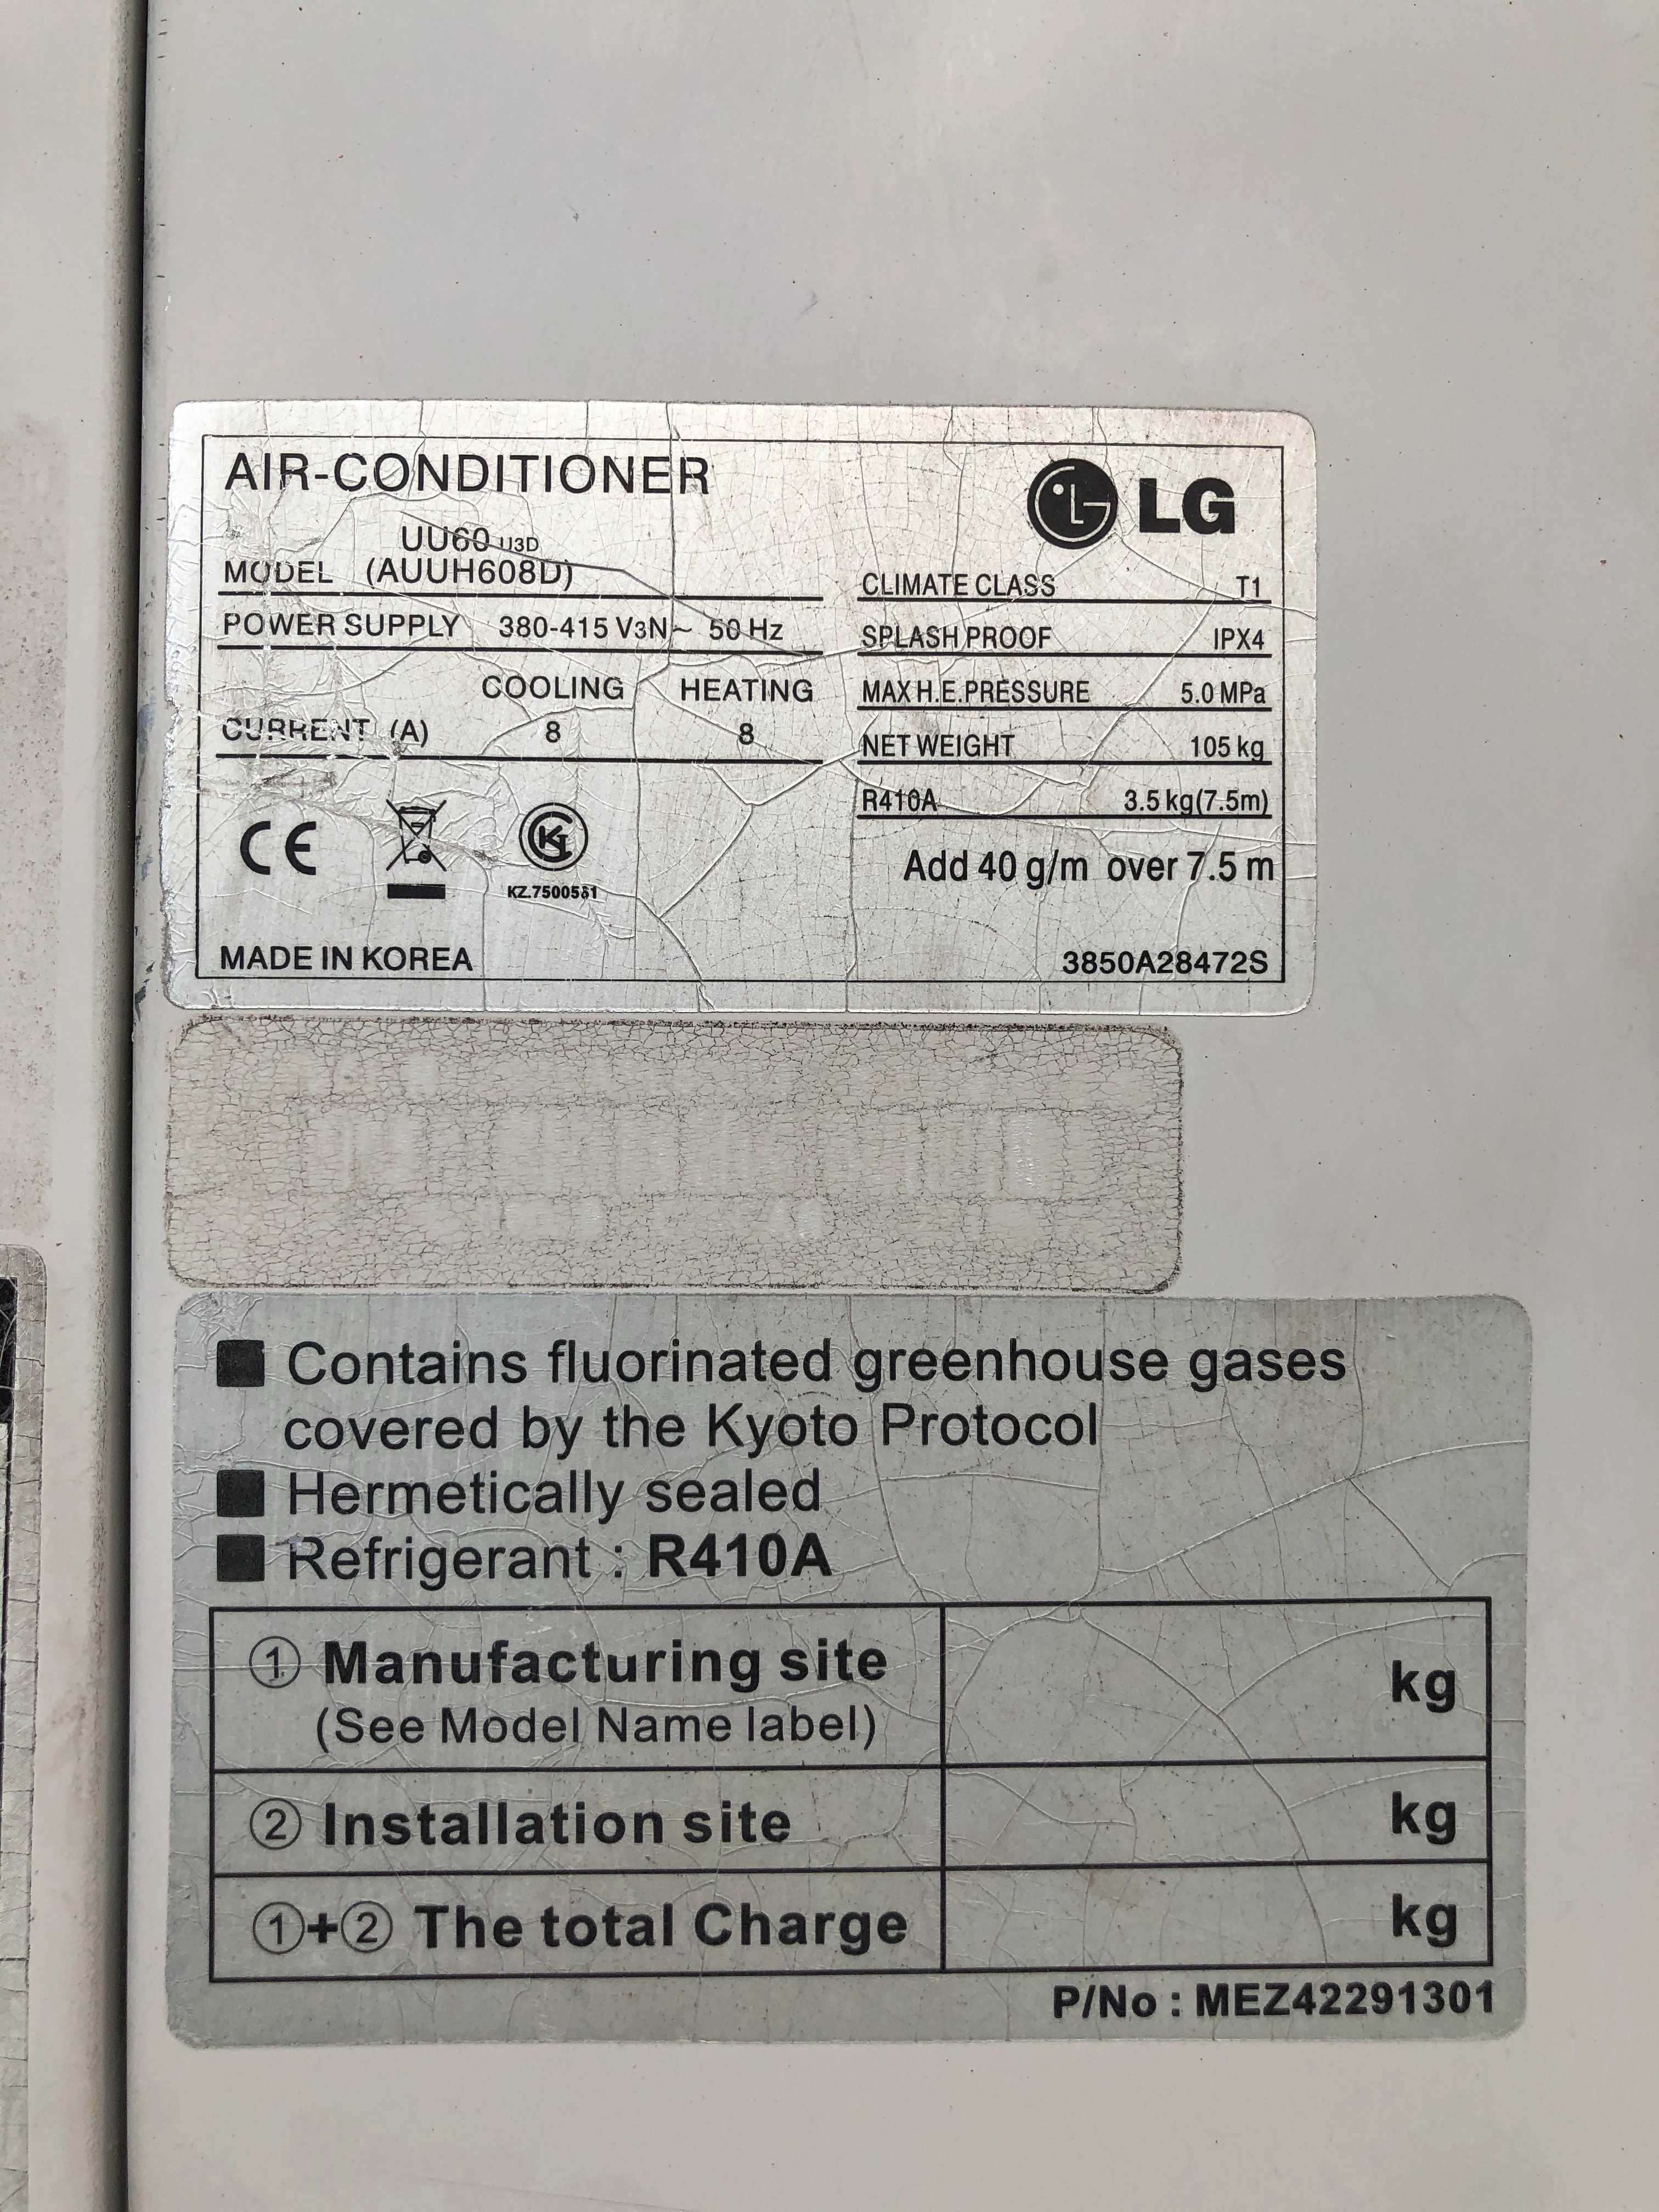 AIR-CONDITIONER
LG
UU60 U3D
MODEL (AUUH608D)
POWER SUPPLY 380-415 V3N~ 50 Hz
COOLING HEATING
CURRENT (A) 8 8
CLIMATE CLASS T1
SPLASH PROOF IPX4
MAX H.E.PRESSURE 5.0 MPa
NET WEIGHT 105 kg
R410A 3.5 kg(7.5m)
Add 40 g/m over 7.5 m
CE
MADE IN KOREA
3850A28472S
■ Contains fluorinated greenhouse gases
covered by the Kyoto Protocol
■ Hermetically sealed
■ Refrigerant : R410A
① Manufacturing site
(See Model Name label)
kg
② Installation site kg
①+② The total Charge kg
P/No : MEZ42291301